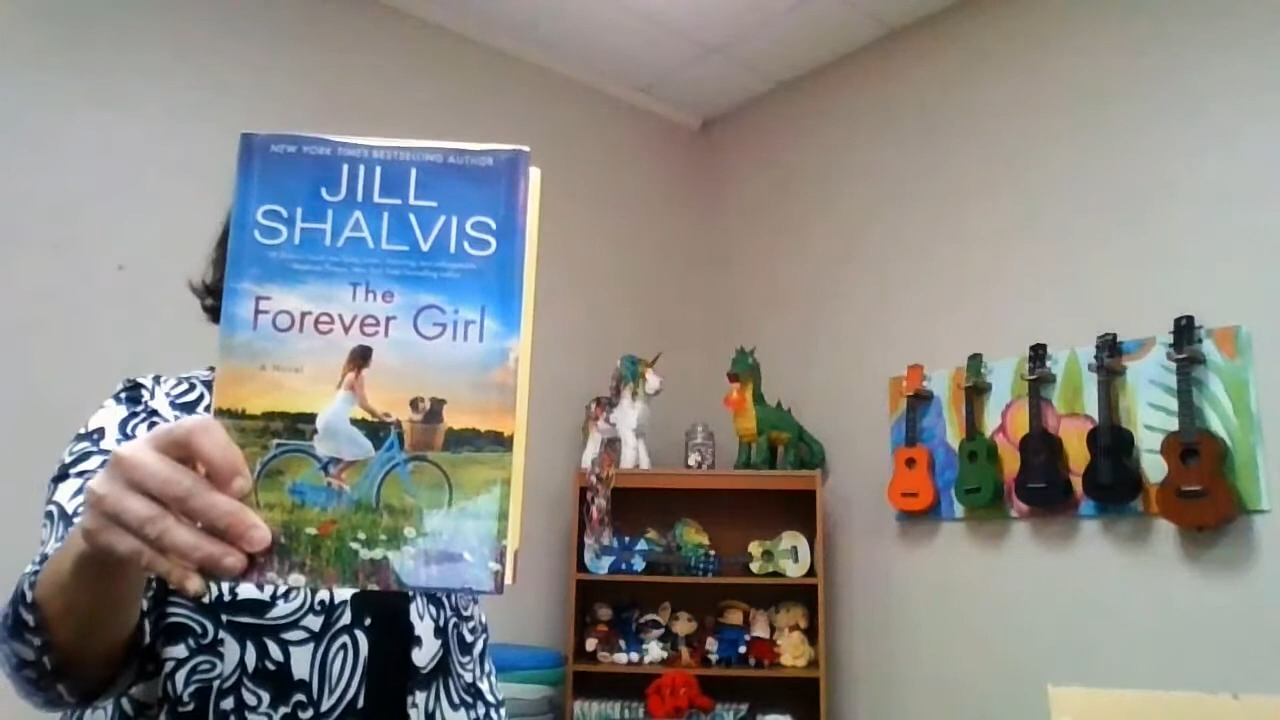 NEW YORK TIMES BESTSELLING AUTHOR
JILL
SHALVIS
The
Forever Girl
A Novel